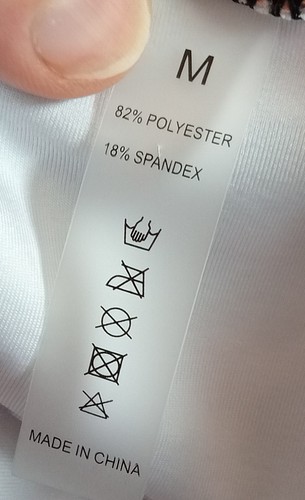 M
82% POLYESTER
18% SPANDEX
MADE IN CHINA